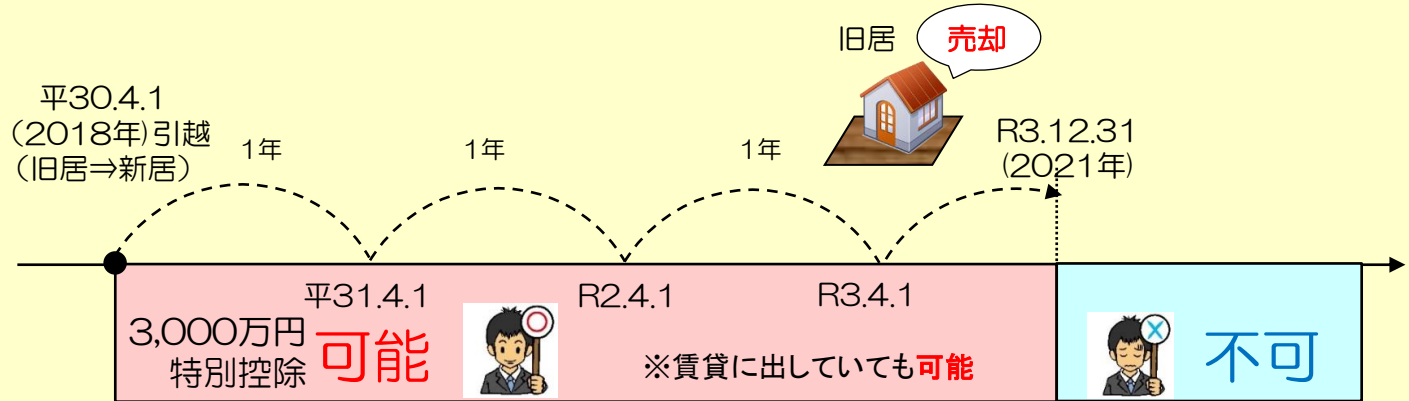 旧居 売却
平30.4.1
(2018年)引越
(旧居⇒新居)
1年 1年 1年
R3.12.31
(2021年)
平31.4.1 R2.4.1 R3.4.1
3,000万円
特別控除
可能
※賃貸に出していても可能
不可